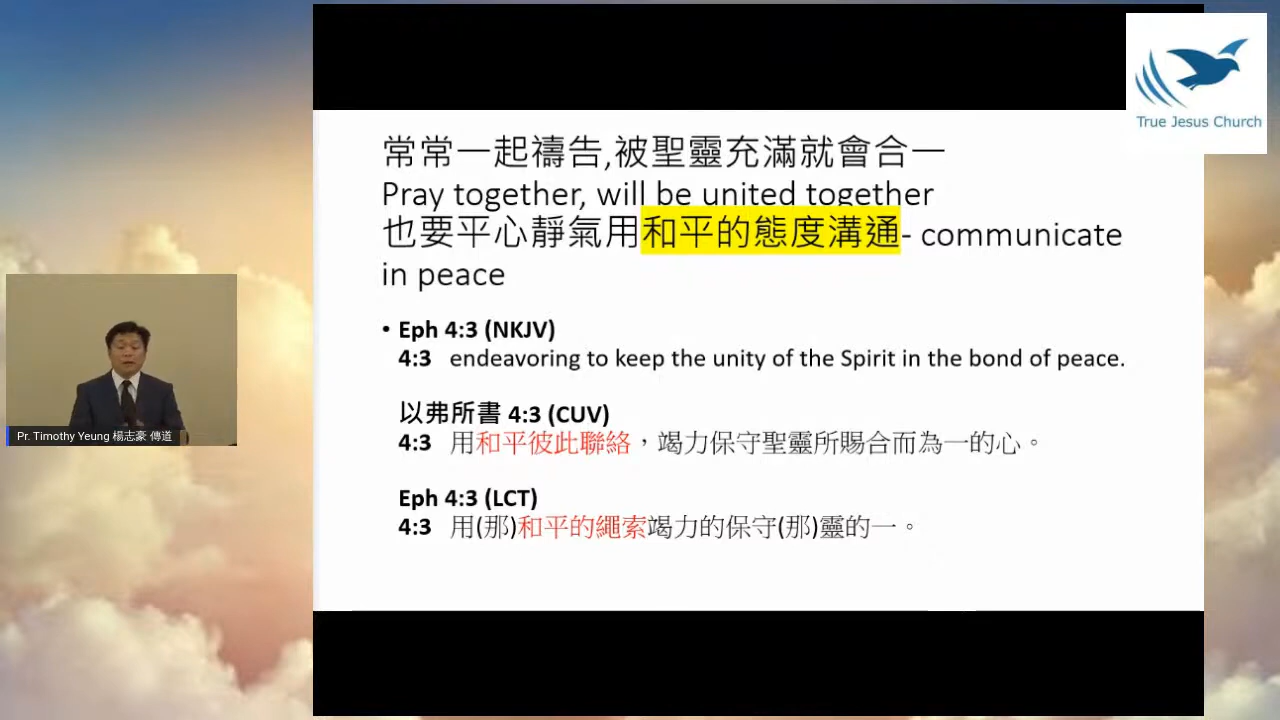 True Jesus Church
常常一起禱告,被聖靈充滿就會合一
Pray together, will be united together
也要平心靜氣用和平的態度溝通- communicate
in peace
• Eph 4:3 (NKJV)
4:3 endeavoring to keep the unity of the Spirit in the bond of peace.
以弗所書 4:3 (CUV)
4:3 用和平彼此聯絡，竭力保守聖靈所賜合而為一的心。
Eph 4:3 (LCT)
4:3 用(那)和平的繩索竭力的保守(那)靈的一。
Pr. Timothy Yeung 楊志豪 傳道